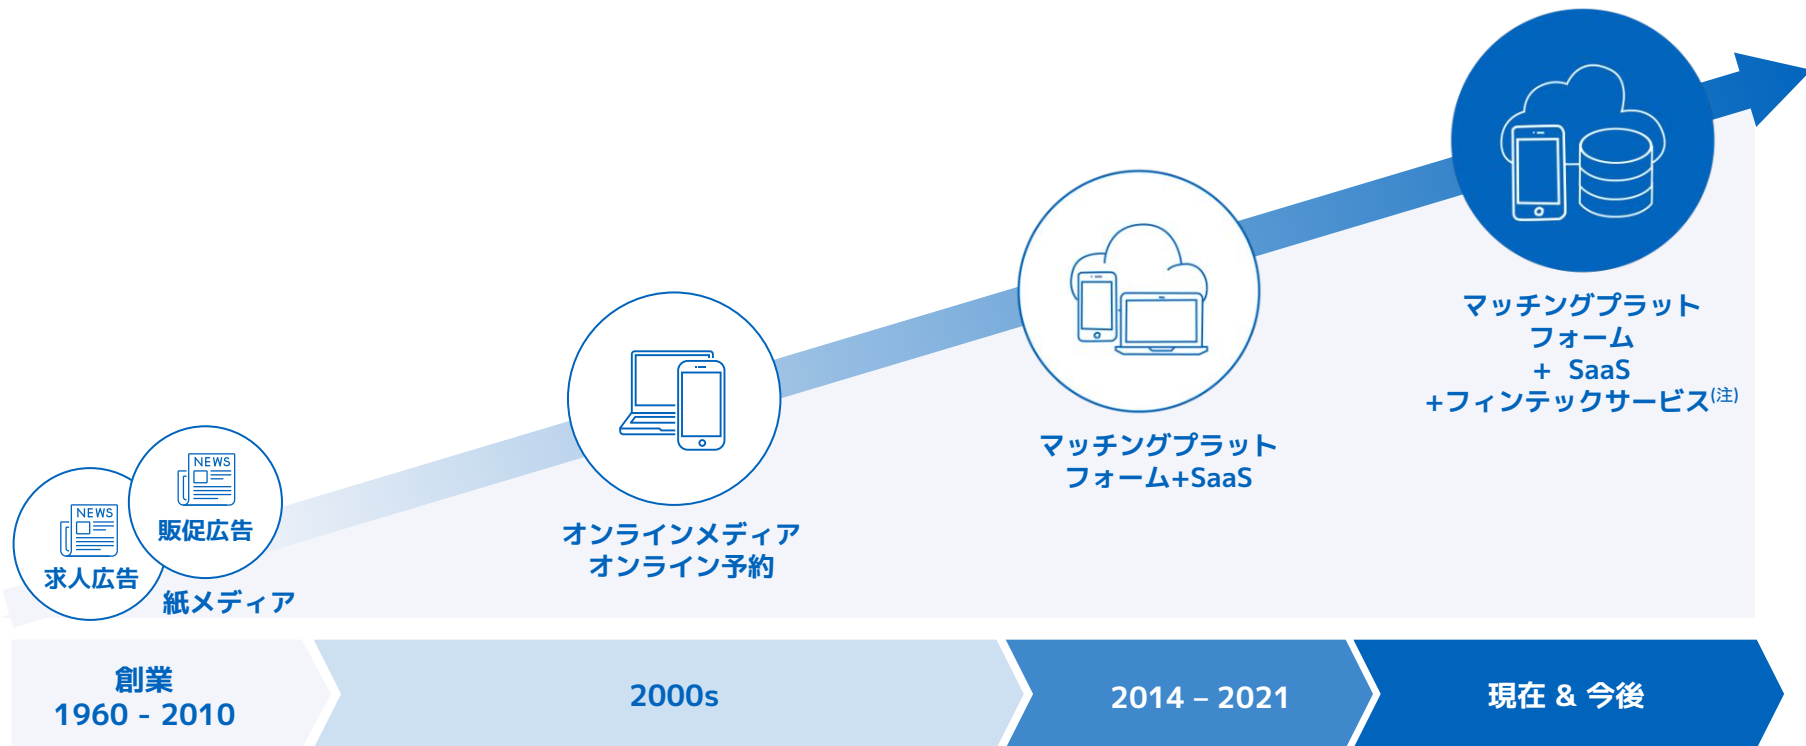 NEWS
求人広告
NEWS
販促広告
紙メディア
オンラインメディア
オンライン予約
マッチングプラット
フォーム+SaaS
マッチングプラット
フォーム
+ SaaS
+フィンテックサービス(注)
創業
1960 - 2010
2000s
2014 – 2021
現在 & 今後